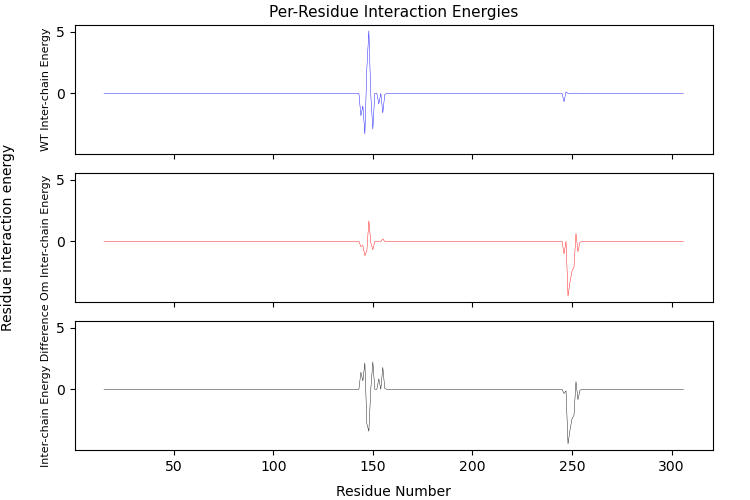 Per-Residue Interaction Energies
Residue interaction energy
WT Inter-chain Energy
5
0
Om Inter-chain Energy
5
0
Inter-chain Energy Difference
5
0
50 100 150 200 250 300
Residue Number